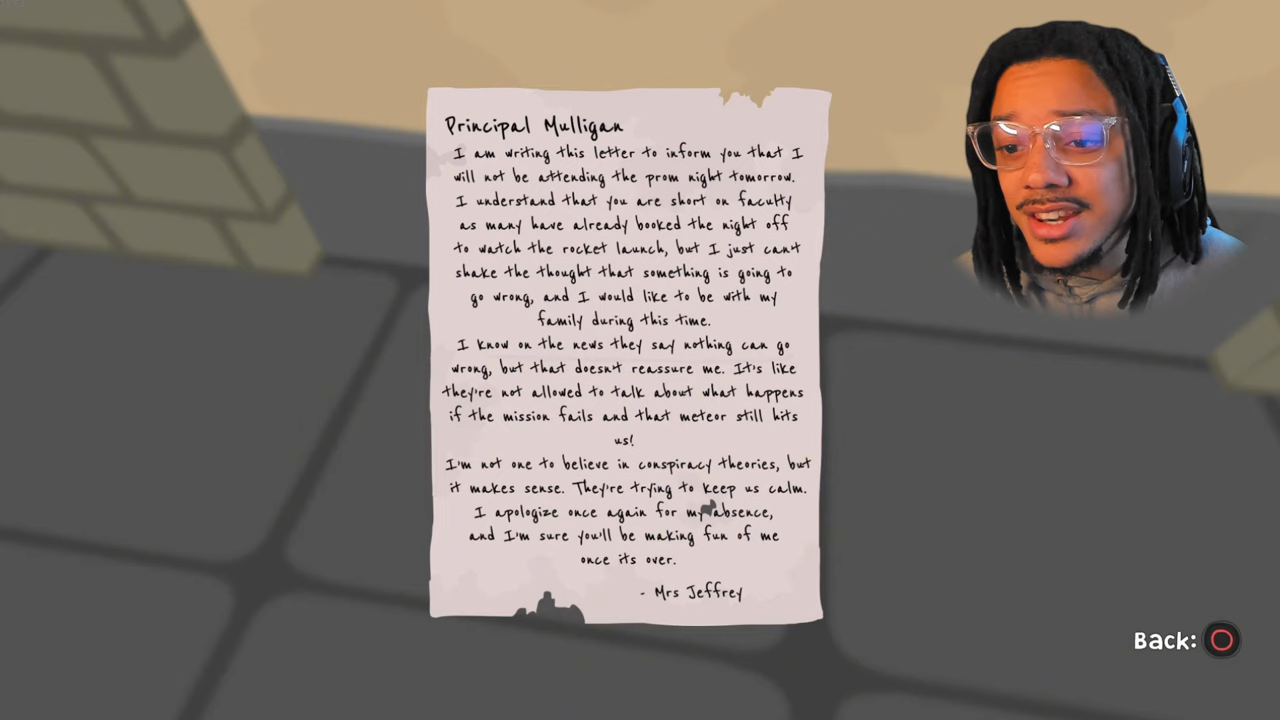 Principal Mulligan
I am writing this letter to inform you that I
will not be attending the prom night tomorrow.
I understand that you are short on faculty
as many have already booked the night off
to watch the rocket launch, but I just can't
shake the thought that something is going to
go wrong, and I would like to be with my
family during this time.
I know on the news they say nothing can go
wrong, but that doesn't reassure me. It's like
they're not allowed to talk about what happens
if the mission fails and that meteor still hits
us!
I'm not one to believe in conspiracy theories, but
it makes sense. They're trying to keep us calm.
I apologize once again for my absence,
and I'm sure you'll be making fun of me
once its over.
- Mrs Jeffrey
Back: